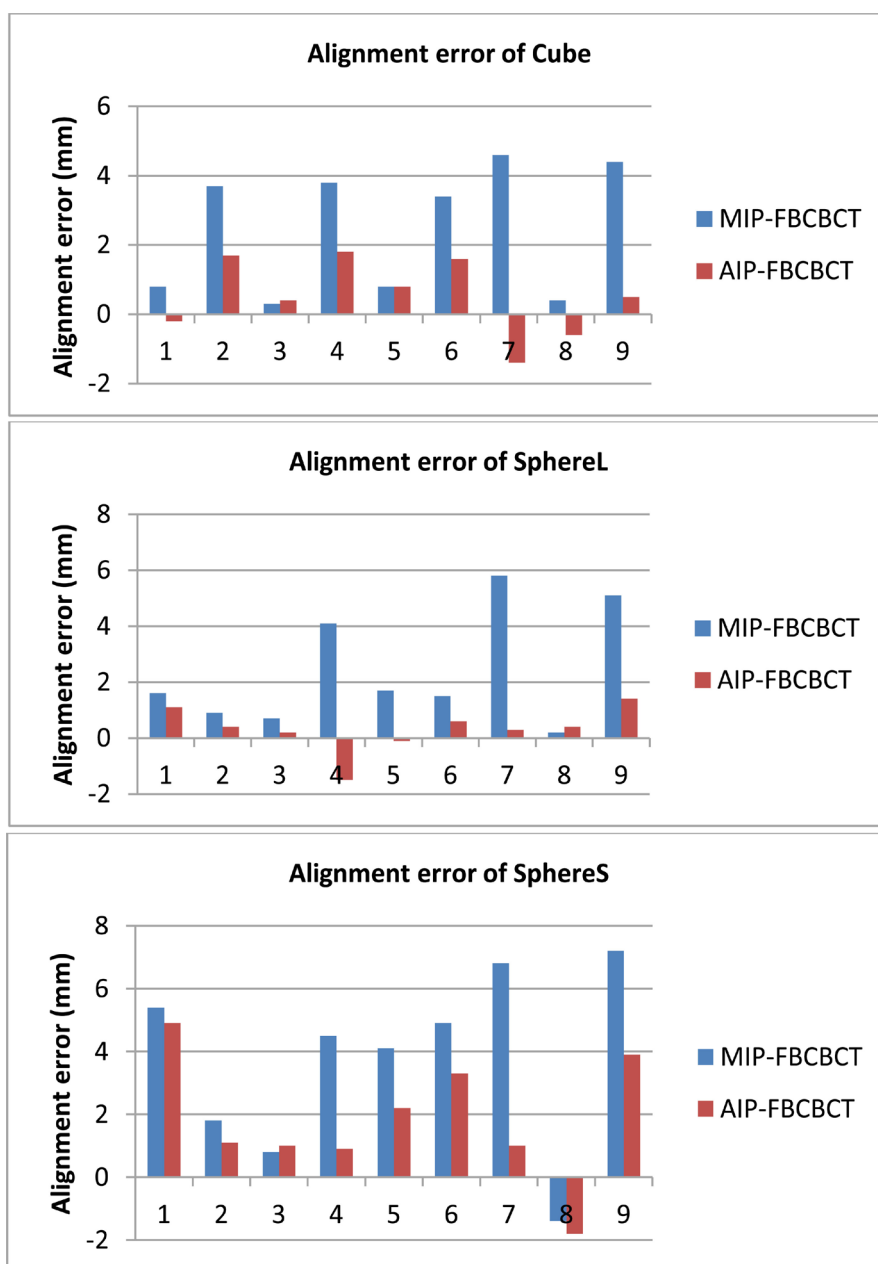 Alignment error of Cube
Alignment error (mm)
6
4
2
0
-2
1 2 3 4 5 6 7 8 9
MIP-FBCBCT
AIP-FBCBCT
Alignment error of SphereL
Alignment error (mm)
8
6
4
2
0
-2
1 2 3 4 5 6 7 8 9
MIP-FBCBCT
AIP-FBCBCT
Alignment error of SphereS
Alignment error (mm)
8
6
4
2
0
-2
1 2 3 4 5 6 7 8 9
MIP-FBCBCT
AIP-FBCBCT